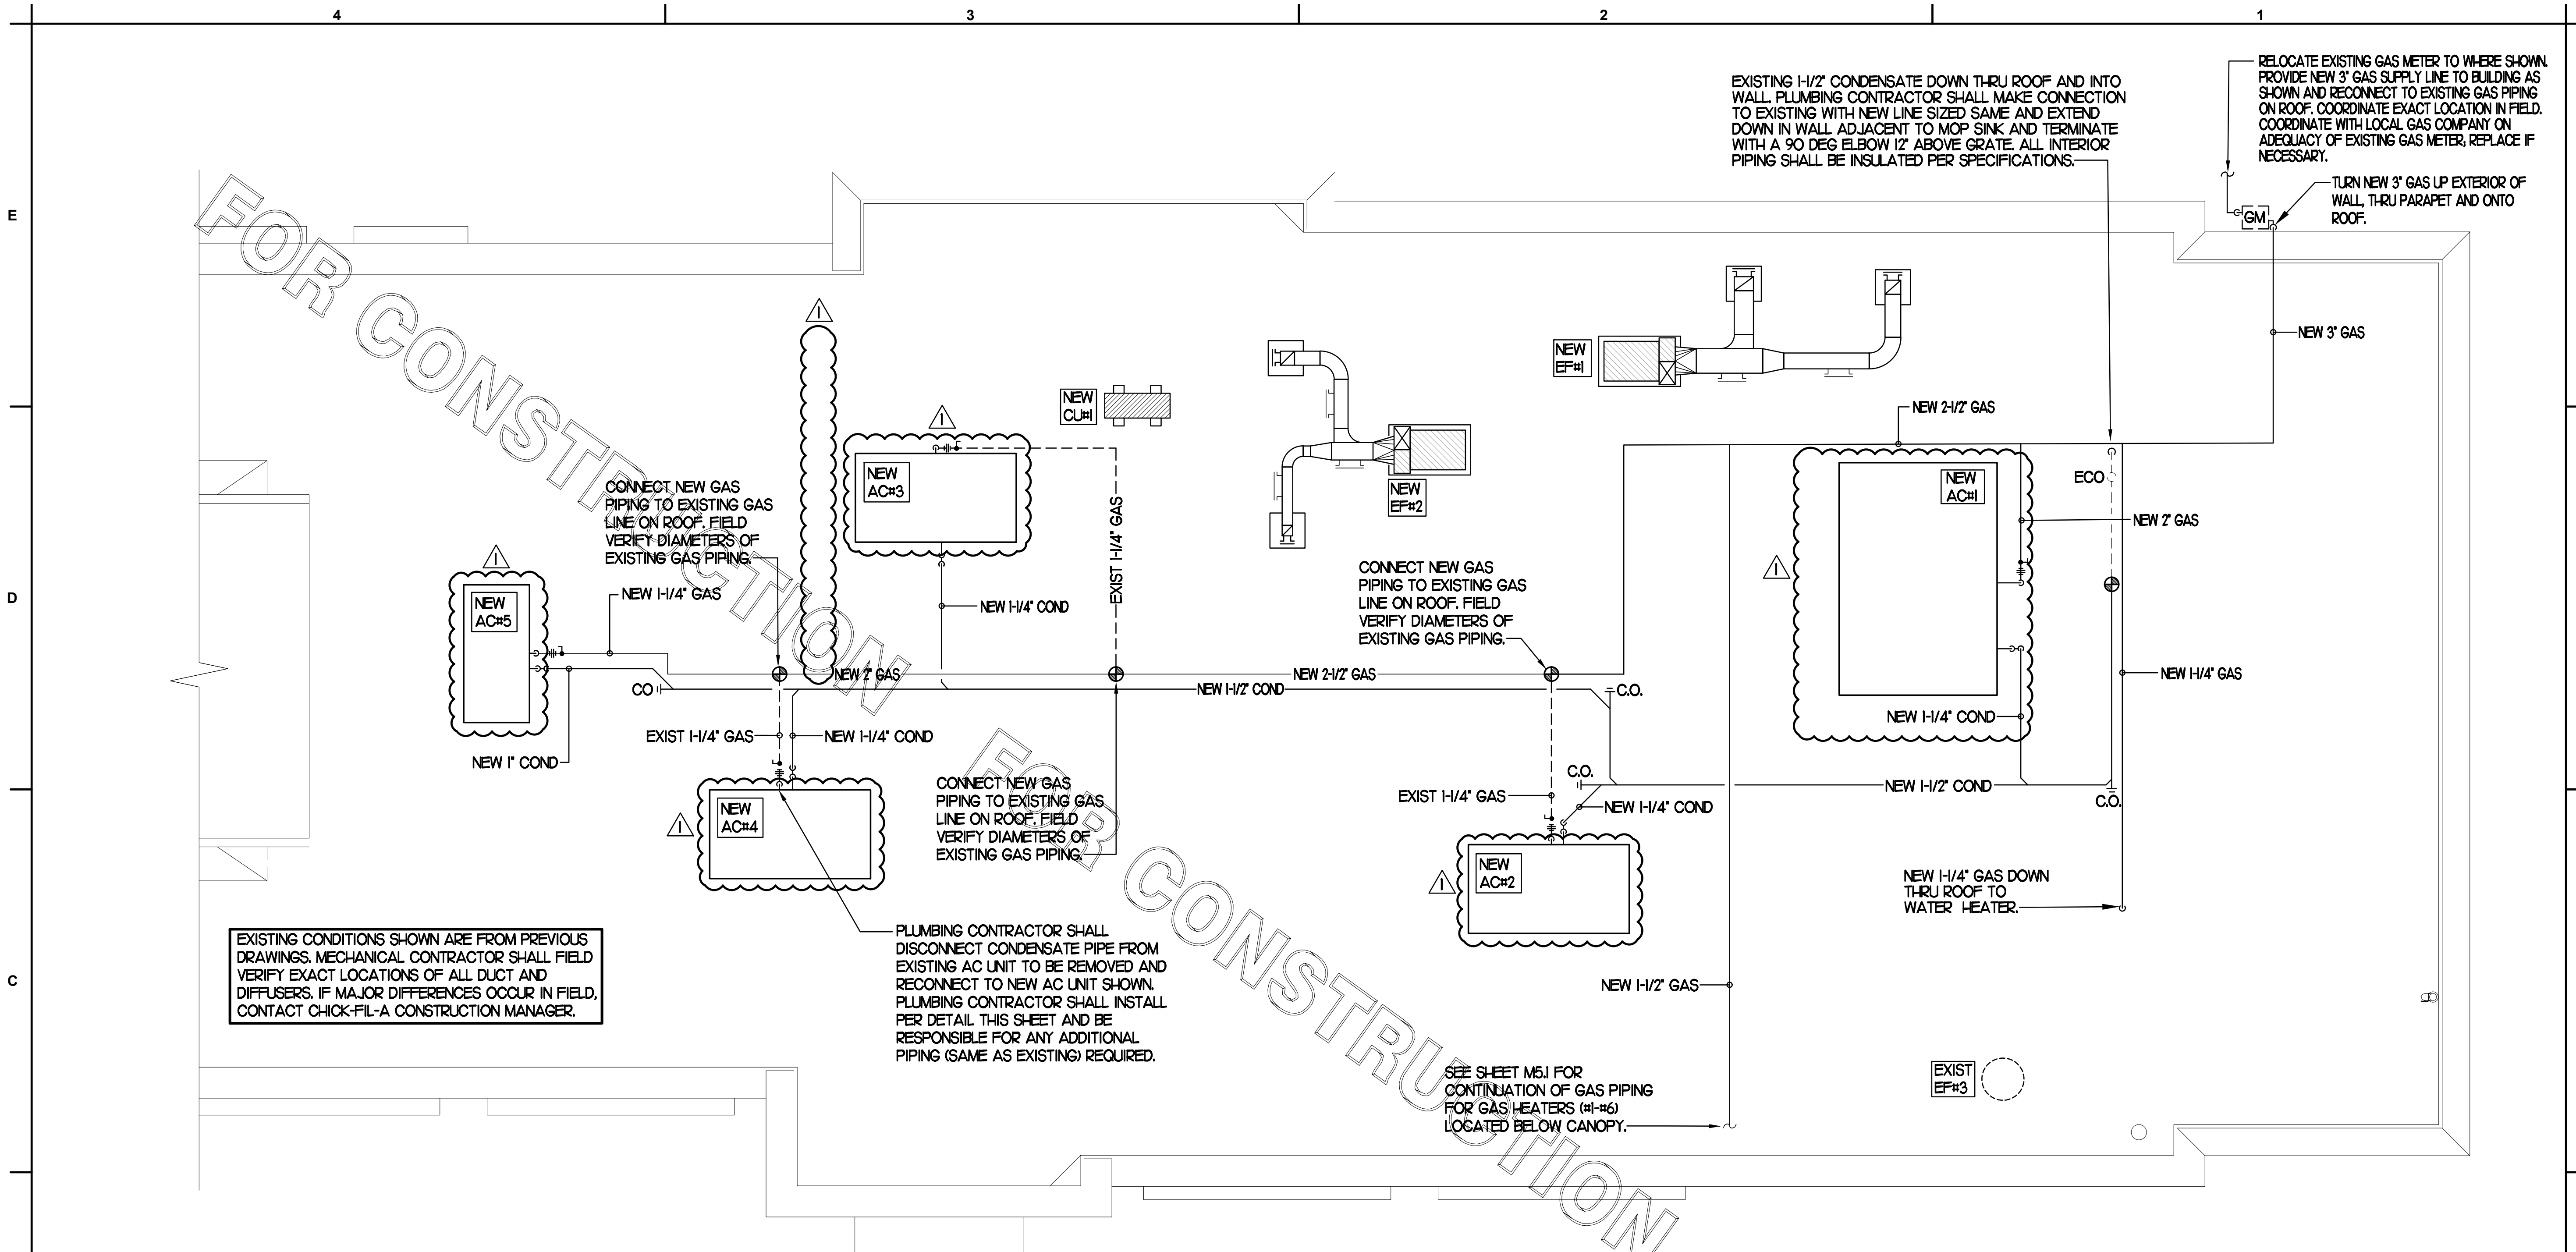 4
3
2
1
RELOCATE EXISTING GAS METER TO WHERE SHOWN.
PROVIDE NEW 3" GAS SUPPLY LINE TO BUILDING AS
SHOWN AND RECONNECT TO EXISTING GAS PIPING
ON ROOF. COORDINATE EXACT LOCATION IN FIELD.
COORDINATE WITH LOCAL GAS COMPANY ON
ADEQUACY OF EXISTING GAS METER; REPLACE IF
NECESSARY.
EXISTING 1-1/2" CONDENSATE DOWN THRU ROOF AND INTO
WALL. PLUMBING CONTRACTOR SHALL MAKE CONNECTION
TO EXISTING WITH NEW LINE SIZED SAME AND EXTEND
DOWN IN WALL ADJACENT TO MOP SINK AND TERMINATE
WITH A 90 DEG ELBOW 12" ABOVE GRATE. ALL INTERIOR
PIPING SHALL BE INSULATED PER SPECIFICATIONS.
TURN NEW 3" GAS UP EXTERIOR OF
WALL, THRU PARAPET AND ONTO
ROOF.
GM
E
FOR CONSTRUCTION
1
NEW 3" GAS
NEW
EF#1
NEW
CU#1
1
NEW 2-1/2" GAS
NEW
AC#3
NEW
EF#2
NEW
AC#1
ECO
NEW 2" GAS
CONNECT NEW GAS
PIPING TO EXISTING GAS
LINE ON ROOF. FIELD
VERIFY DIAMETERS OF
EXISTING GAS PIPING.
EXIST 1-1/4" GAS
1
1
D
NEW
AC#5
NEW 1-1/4" GAS
NEW 1-1/4" COND
CONNECT NEW GAS
PIPING TO EXISTING GAS
LINE ON ROOF. FIELD
VERIFY DIAMETERS OF
EXISTING GAS PIPING.
NEW 2" GAS
NEW 2-1/2" GAS
NEW 1-1/4" GAS
CO
NEW 1-1/2" COND
C.O.
NEW 1-1/4" COND
EXIST 1-1/4" GAS
NEW 1-1/4" COND
NEW 1" COND
C.O.
NEW 1-1/2" COND
C.O.
CONNECT NEW GAS
PIPING TO EXISTING GAS
LINE ON ROOF. FIELD
VERIFY DIAMETERS OF
EXISTING GAS PIPING.
EXIST 1-1/4" GAS
NEW 1-1/4" COND
1
NEW
AC#4
1
NEW
AC#2
NEW 1-1/4" GAS DOWN
THRU ROOF TO
WATER HEATER.
FOR CONSTRUCTION
C
EXISTING CONDITIONS SHOWN ARE FROM PREVIOUS
DRAWINGS. MECHANICAL CONTRACTOR SHALL FIELD
VERIFY EXACT LOCATIONS OF ALL DUCT AND
DIFFUSERS. IF MAJOR DIFFERENCES OCCUR IN FIELD,
CONTACT CHICK-FIL-A CONSTRUCTION MANAGER.
PLUMBING CONTRACTOR SHALL
DISCONNECT CONDENSATE PIPE FROM
EXISTING AC UNIT TO BE REMOVED AND
RECONNECT TO NEW AC UNIT SHOWN.
PLUMBING CONTRACTOR SHALL INSTALL
PER DETAIL THIS SHEET AND BE
RESPONSIBLE FOR ANY ADDITIONAL
PIPING (SAME AS EXISTING) REQUIRED.
NEW 1-1/2" GAS
SEE SHEET M5.1 FOR
CONTINUATION OF GAS PIPING
FOR GAS HEATERS (#1-#6)
LOCATED BELOW CANOPY.
EXIST
EF#3